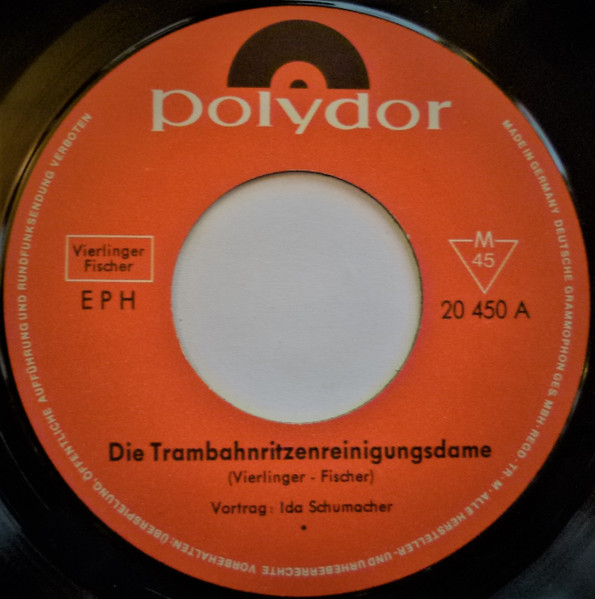 polydor
Vierlinger
Fischer
EPH
M
45
20 450 A
Die Trambahnritzenreinigungsdame
(Vierlinger - Fischer)
Vortrag: Ida Schumacher
MADE IN GERMANY DEUTSCHE GRAMMOPHON GES. MBH · REGD · TR · M · ALLE HERSTELLER- UND URHEBERRECHTE VORBEHALTEN: ÜBERSPIELUNG, ÖFFENTLICHE AUFFÜHRUNG UND RUNDFUNKSENDUNG VERBOTEN